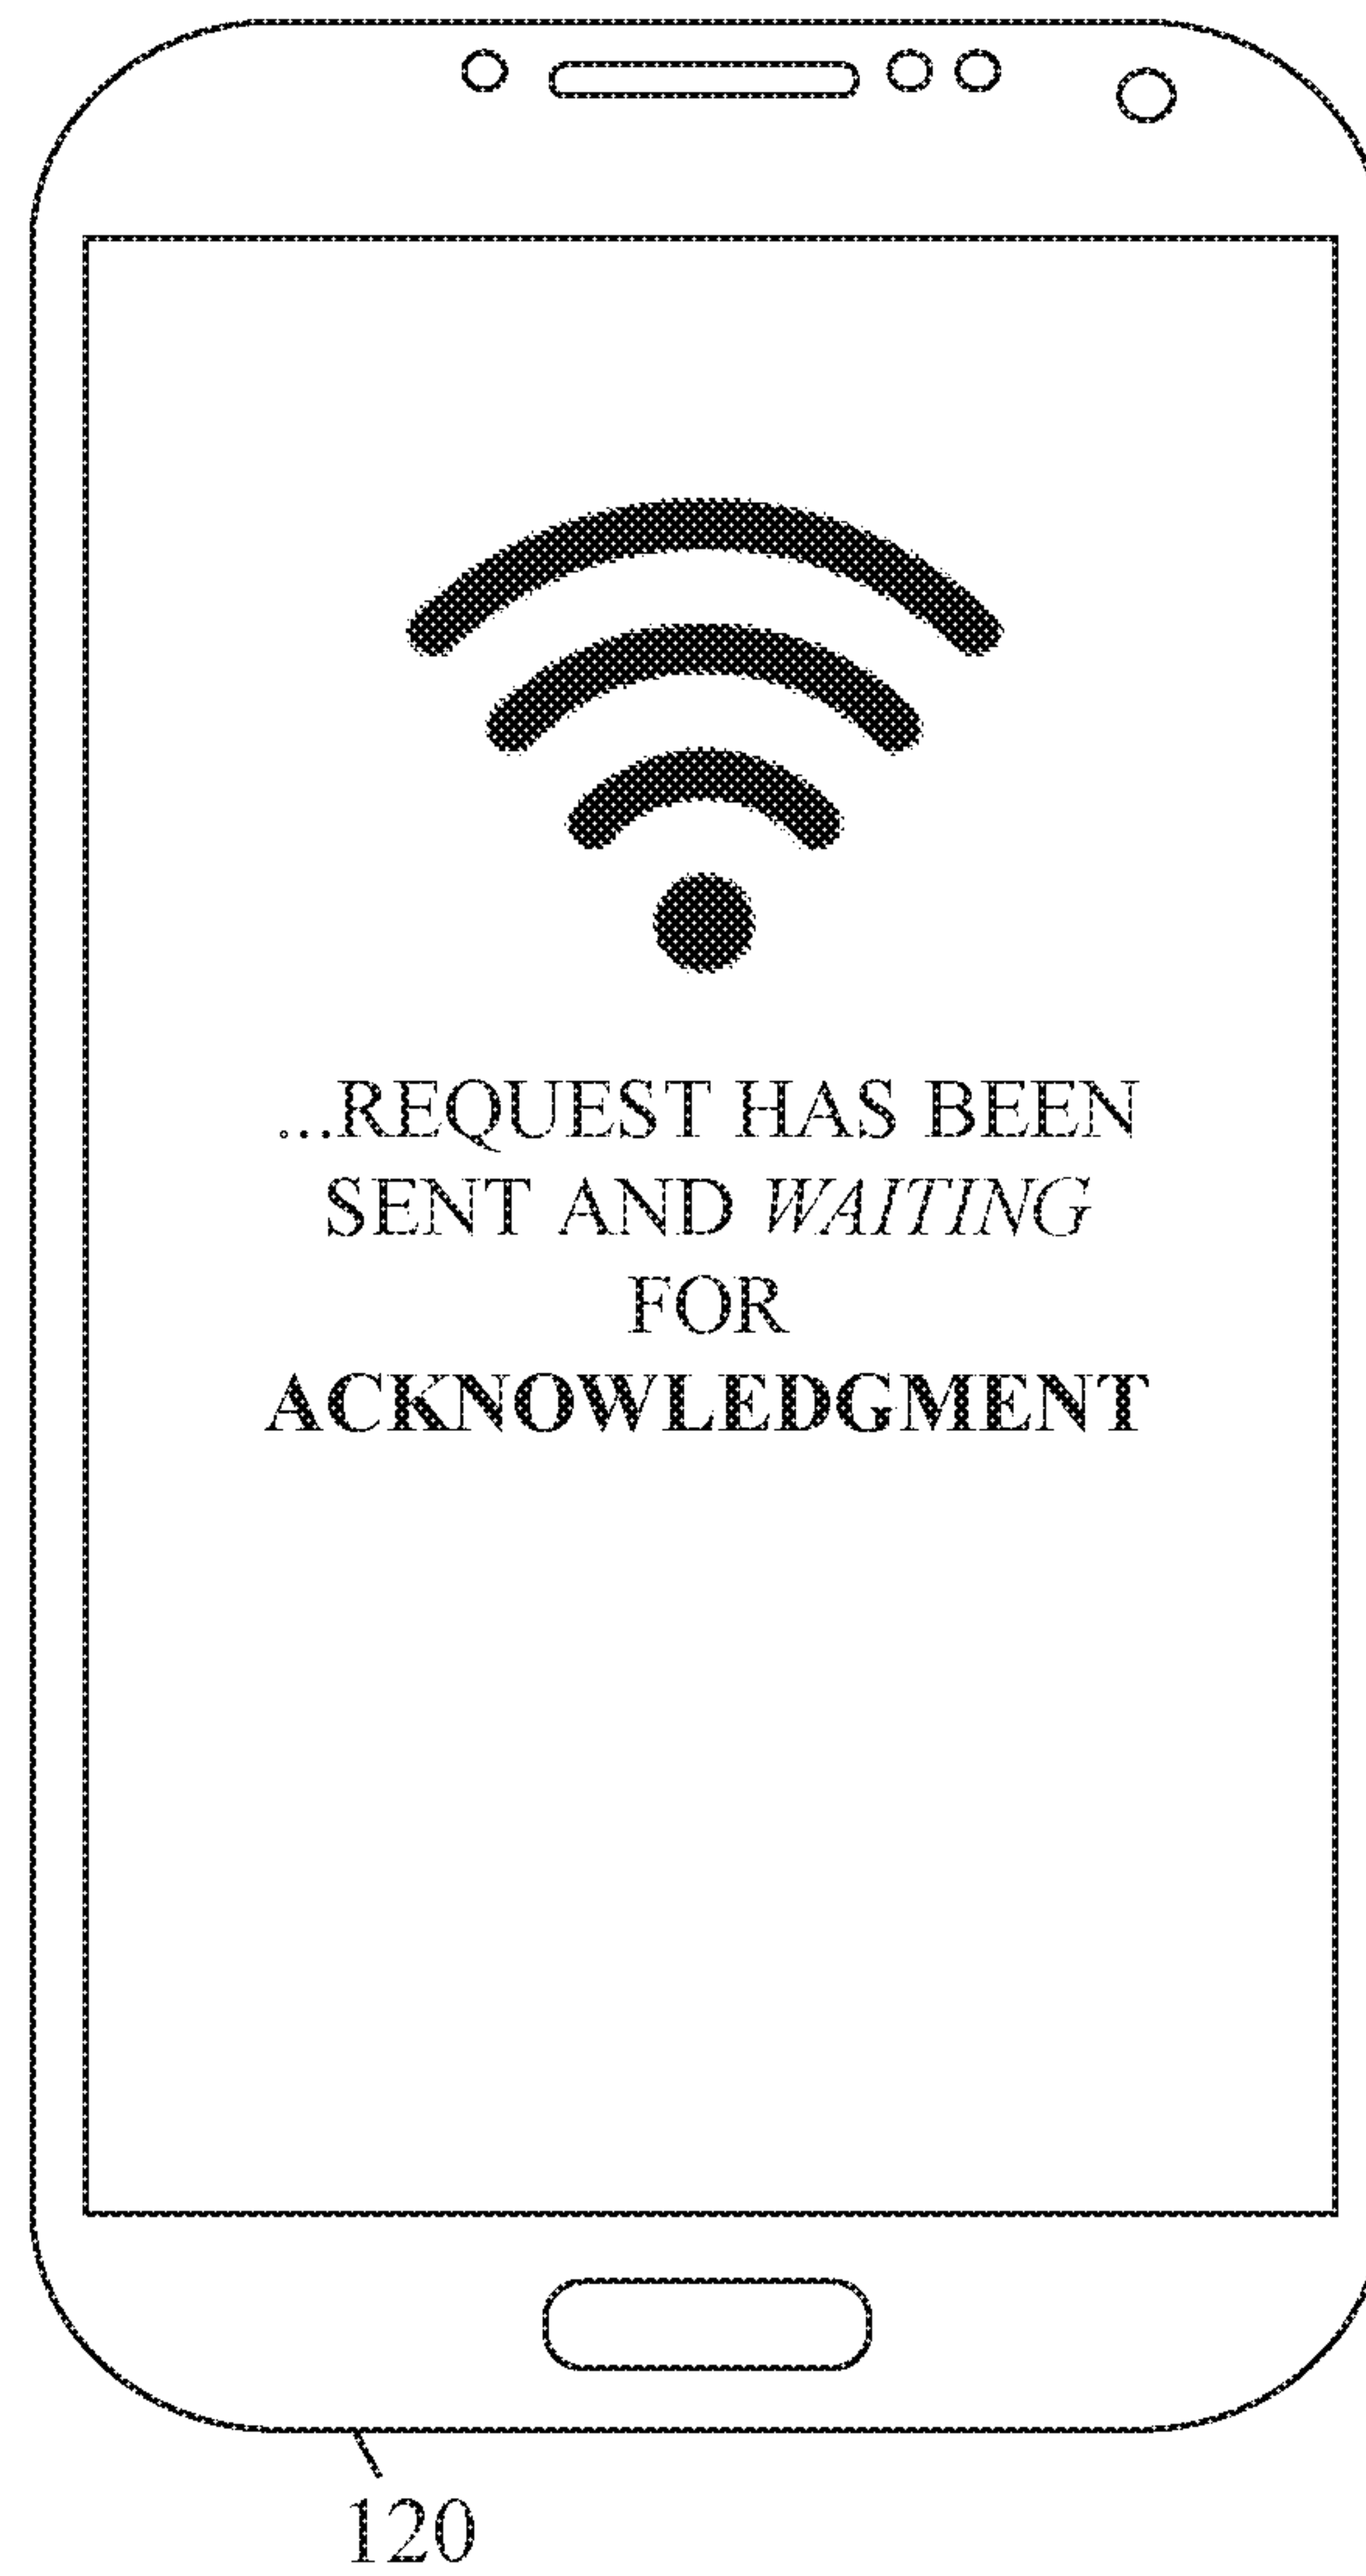 ...REQUEST HAS BEEN
SENT AND WAITING
FOR
ACKNOWLEDGMENT
120